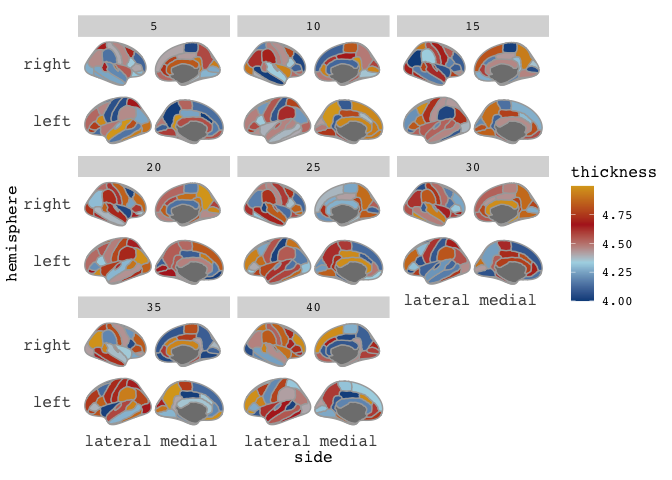 5 10 15
right
left
20 25 30
right
left
lateral medial
35 40
right
left
lateral medial lateral medial
side
hemisphere
thickness
4.75
4.50
4.25
4.00